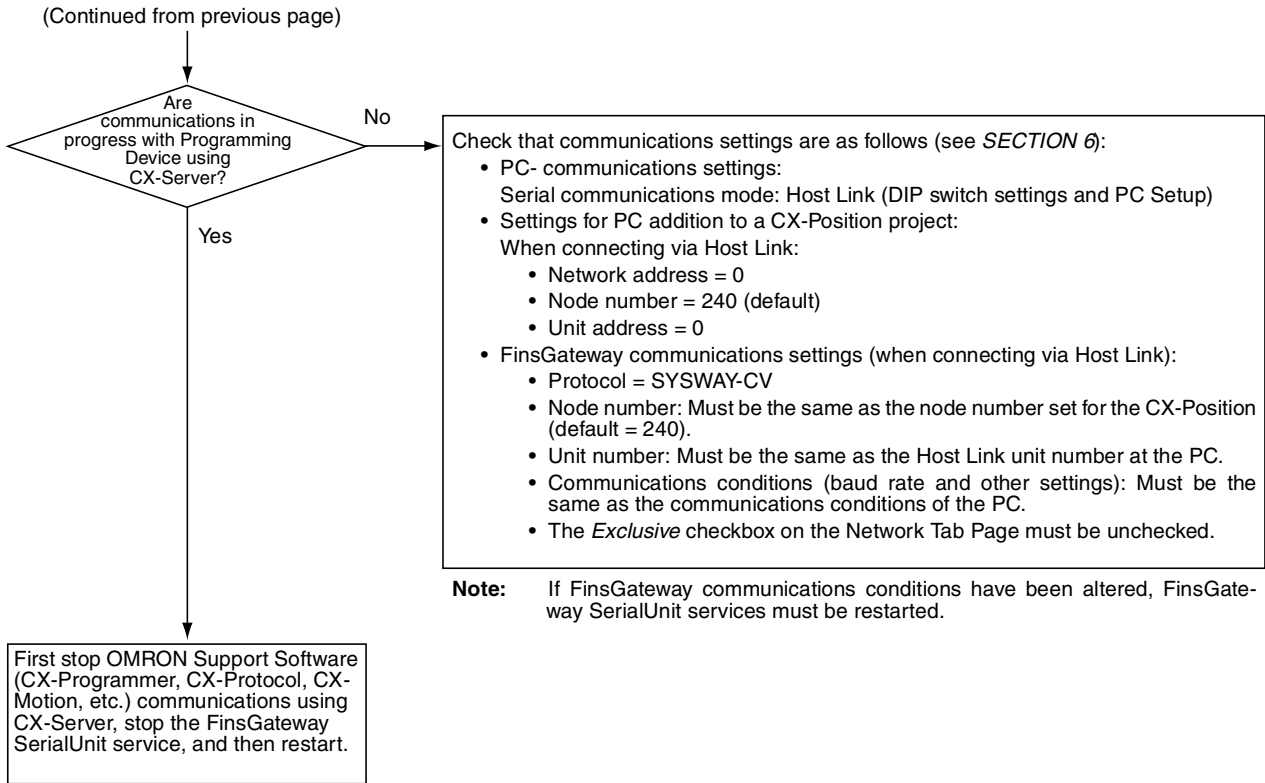 (Continued from previous page)
Are
communications in
progress with Programming
Device using
CX-Server?
No
Yes
Check that communications settings are as follows (see SECTION 6):
• PC- communications settings:
Serial communications mode: Host Link (DIP switch settings and PC Setup)
• Settings for PC addition to a CX-Position project:
When connecting via Host Link:
• Network address = 0
• Node number = 240 (default)
• Unit address = 0
• FinsGateway communications settings (when connecting via Host Link):
• Protocol = SYSWAY-CV
• Node number: Must be the same as the node number set for the CX-Position
(default = 240).
• Unit number: Must be the same as the Host Link unit number at the PC.
• Communications conditions (baud rate and other settings): Must be the
same as the communications conditions of the PC.
• The Exclusive checkbox on the Network Tab Page must be unchecked.
Note: If FinsGateway communications conditions have been altered, FinsGate-
way SerialUnit services must be restarted.
First stop OMRON Support Software
(CX-Programmer, CX-Protocol, CX-
Motion, etc.) communications using
CX-Server, stop the FinsGateway
SerialUnit service, and then restart.